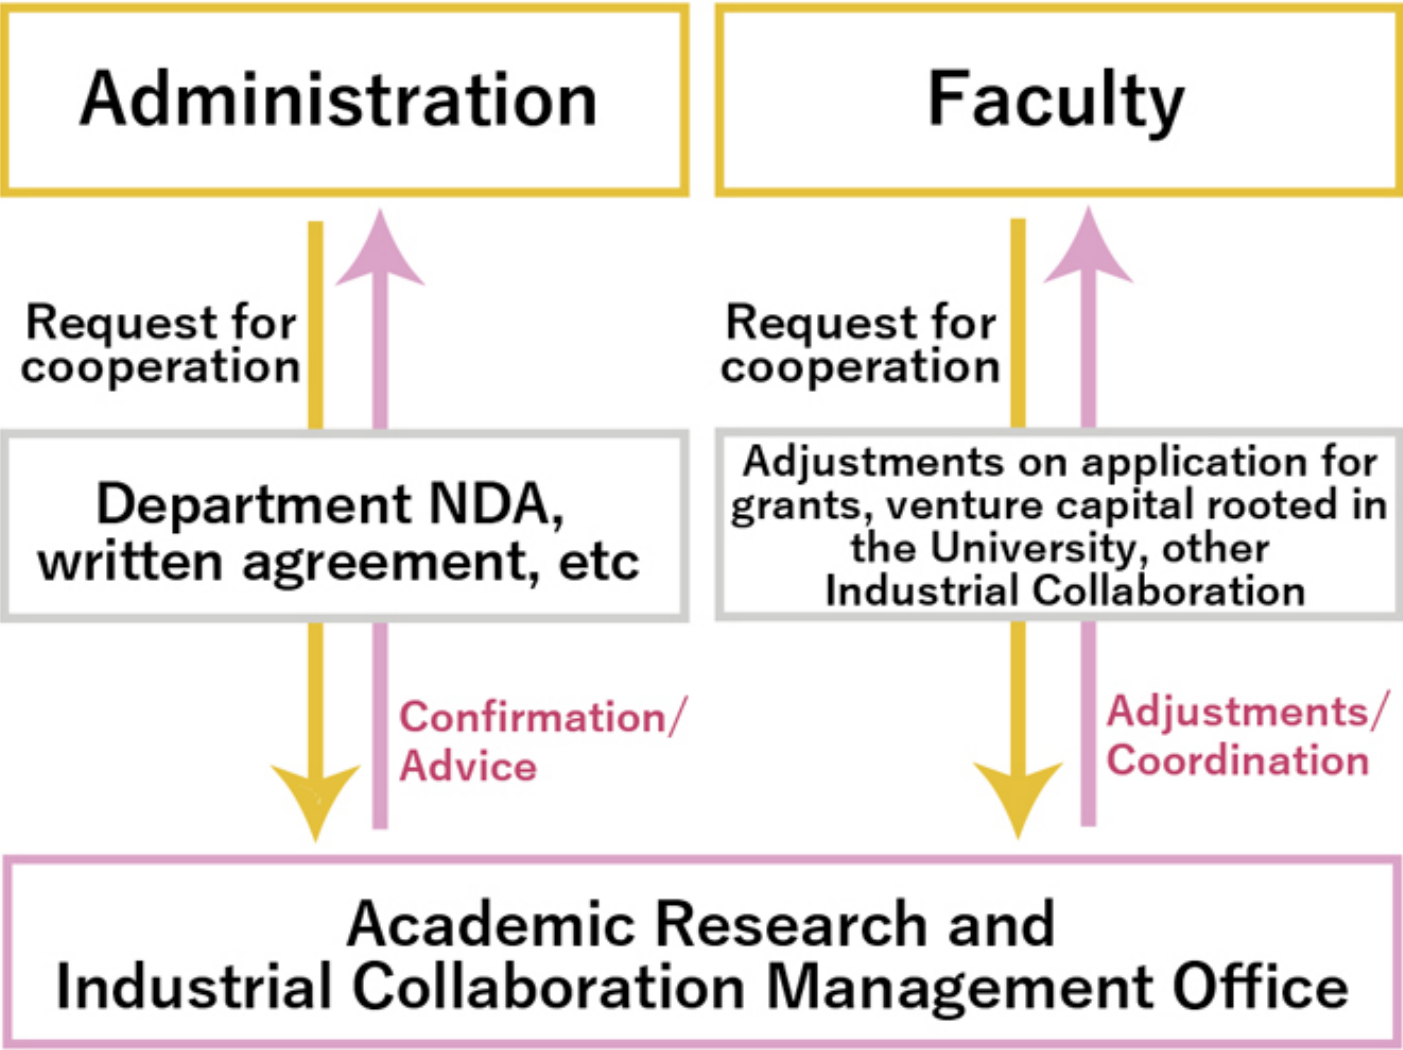 Administration
Faculty
Request for
cooperation
Request for
cooperation
Department NDA,
written agreement, etc
Adjustments on application for
grants, venture capital rooted in
the University, other
Industrial Collaboration
Confirmation/
Advice
Adjustments/
Coordination
Academic Research and
Industrial Collaboration Management Office